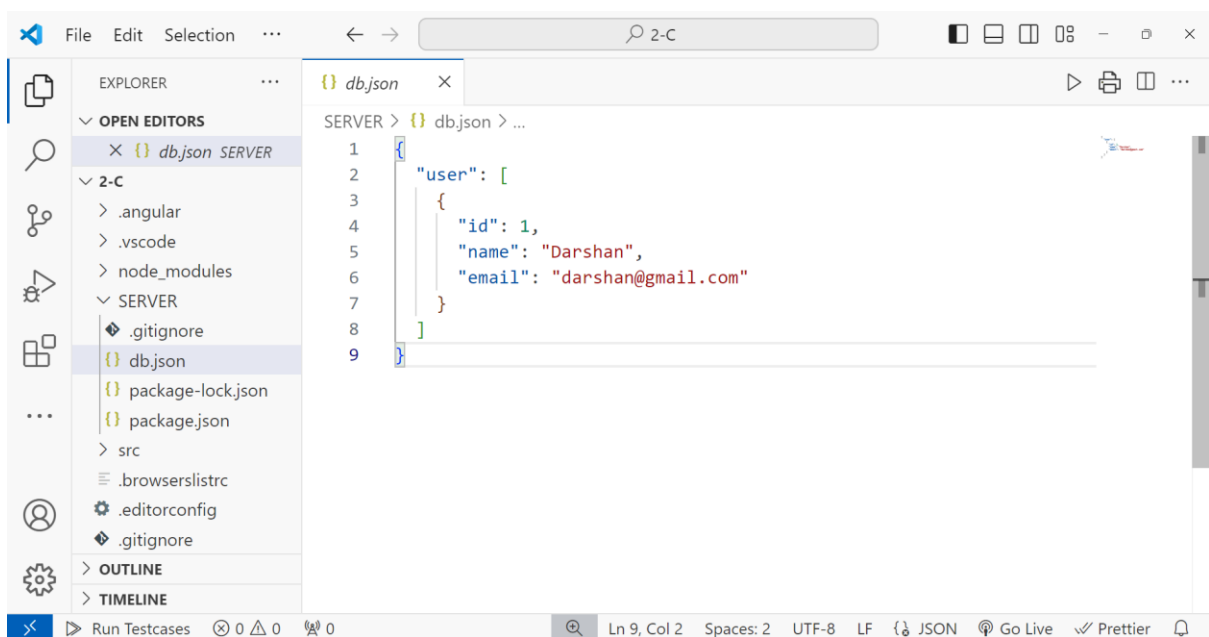 File Edit Selection ··· 2-C
EXPLORER ···
OPEN EDITORS
{} db.json SERVER
2-C
.angular
.vscode
node_modules
SERVER
.gitignore
{} db.json
{} package-lock.json
{} package.json
src
.browserslistrc
.editorconfig
.gitignore
OUTLINE
TIMELINE
{} db.json
SERVER > {} db.json > ...
1 {
2 "user": [
3 {
4 "id": 1,
5 "name": "Darshan",
6 "email": "darshan@gmail.com"
7 }
8 ]
9 }
Run Testcases 0 0 0 Ln 9, Col 2 Spaces: 2 UTF-8 LF {} JSON Go Live Prettier